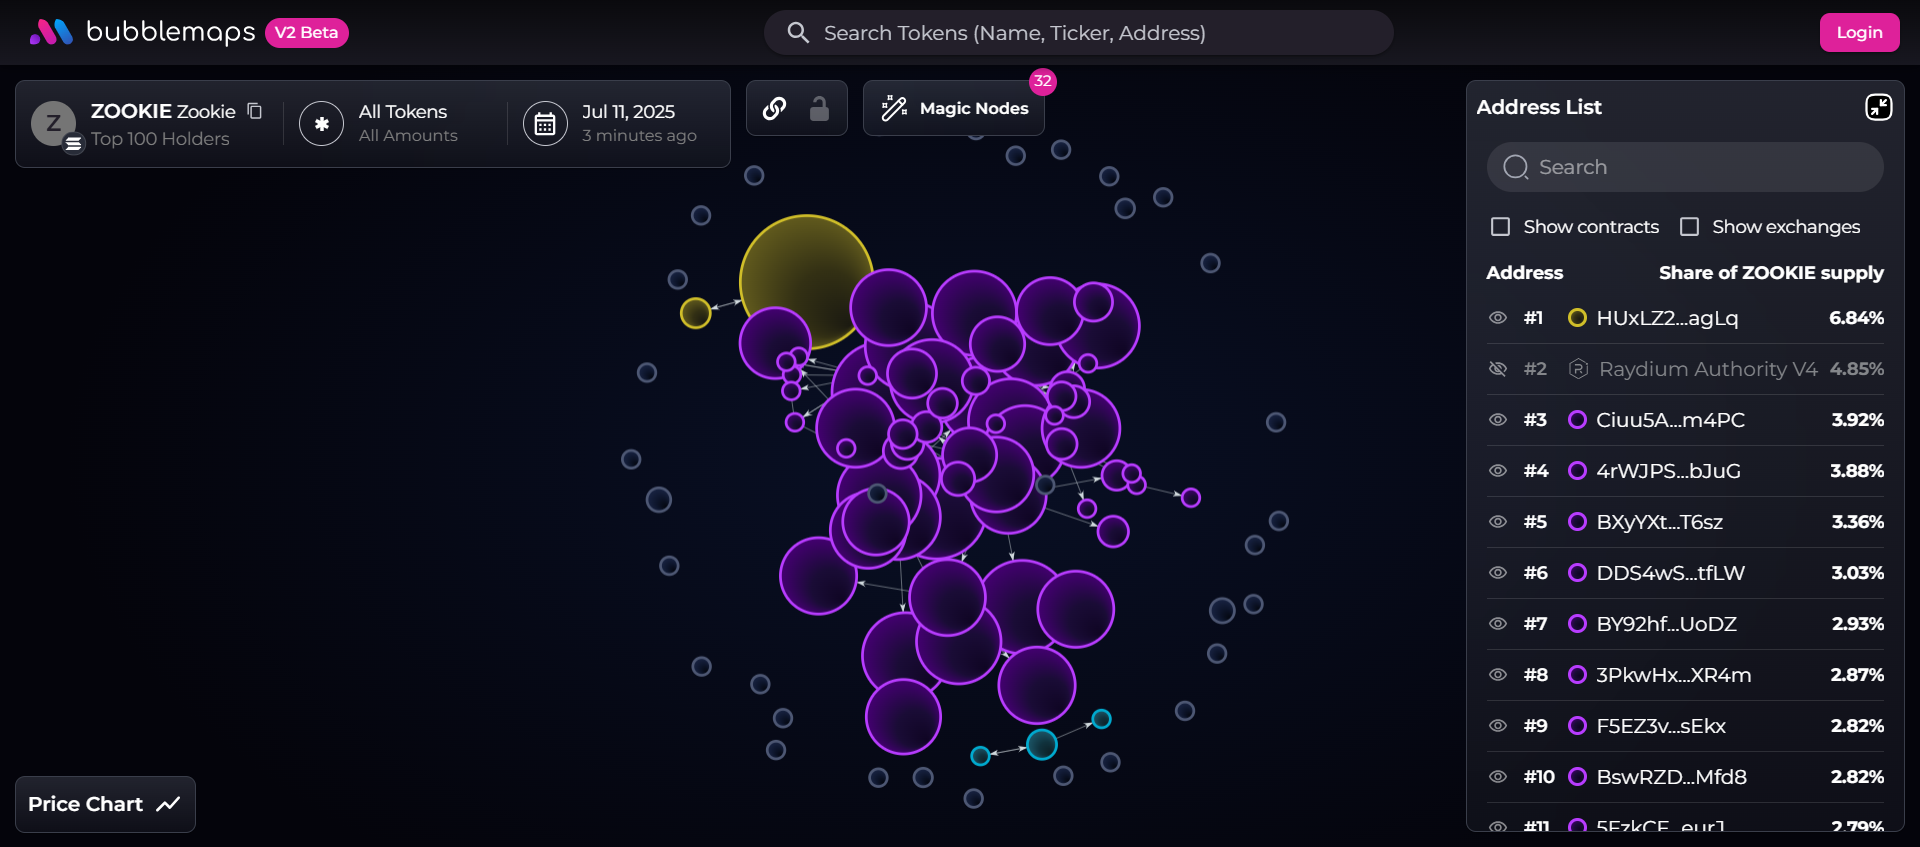 bubblemaps V2 Beta
Search Tokens (Name, Ticker, Address)
Login
Z
ZOOKIE Zookie
Top 100 Holders
All Tokens
All Amounts
Jul 11, 2025
3 minutes ago
Magic Nodes
32
Address List
Search
Show contracts
Show exchanges
Address Share of ZOOKIE supply
#1 HUxLZ2...agLq 6.84%
#2 Raydium Authority V4 4.85%
#3 Ciuu5A...m4PC 3.92%
#4 4rWJPS...bJuG 3.88%
#5 BXyYXt...T6sz 3.36%
#6 DDS4wS...tfLW 3.03%
#7 BY92hf...UoDZ 2.93%
#8 3PkwHx...XR4m 2.87%
#9 F5EZ3v...sEkx 2.82%
#10 BswRZD...Mfd8 2.82%
#11 2.79%
Price Chart